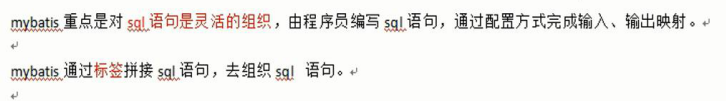 mybatis 重点是对 sql 语句是灵活的组织，由程序员编写 sql 语句，通过配置方式完成输入、输出映射。
mybatis 通过标签拼接 sql 语句，去组织 sql 语句。